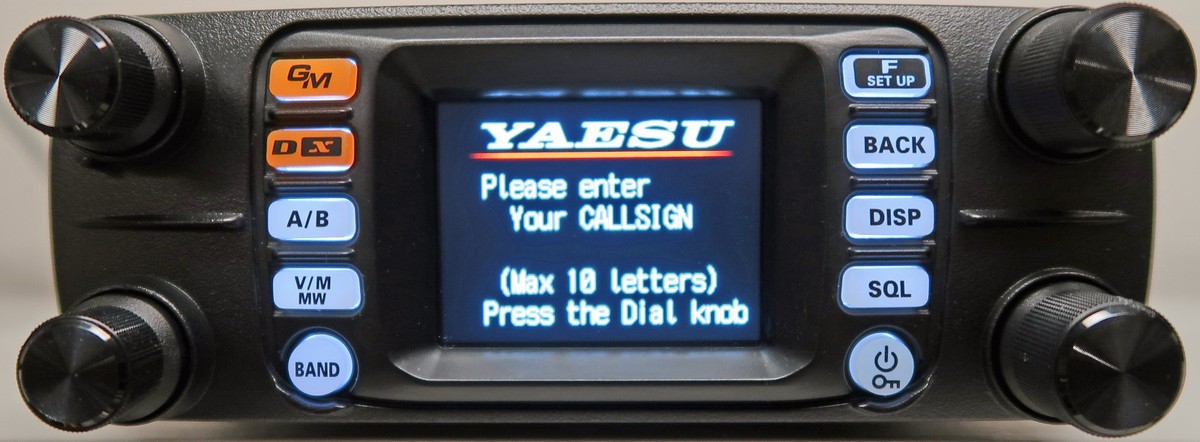 GM
DX
A/B
V/M
MW
BAND
YAESU
Please enter
Your CALLSIGN
(Max 10 letters)
Press the Dial knob
F
SET UP
BACK
DISP
SQL